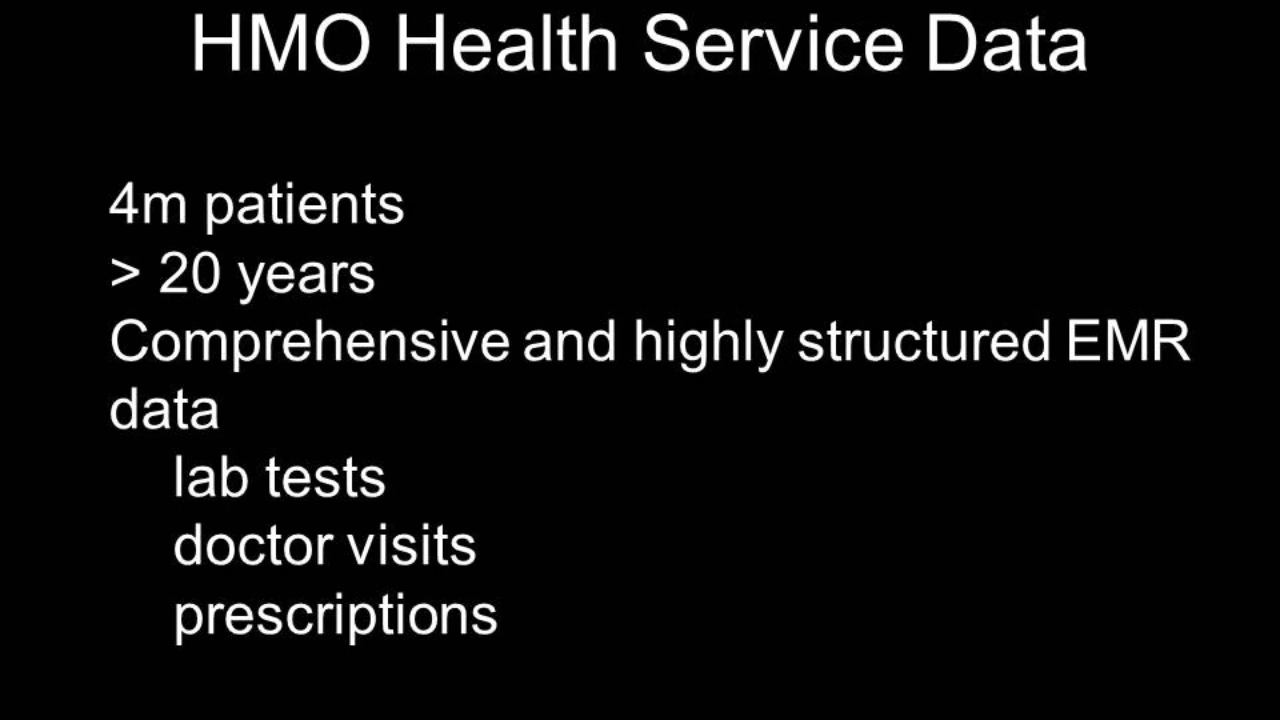 HMO Health Service Data
4m patients
> 20 years
Comprehensive and highly structured EMR
data
lab tests
doctor visits
prescriptions